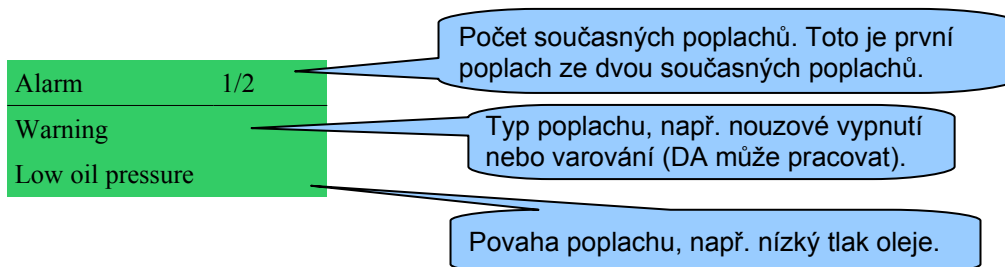 Počet současných poplachů. Toto je první
poplach ze dvou současných poplachů.
Alarm 1/2
Warning
Typ poplachu, např. nouzové vypnutí
nebo varování (DA může pracovat).
Low oil pressure
Povaha poplachu, např. nízký tlak oleje.